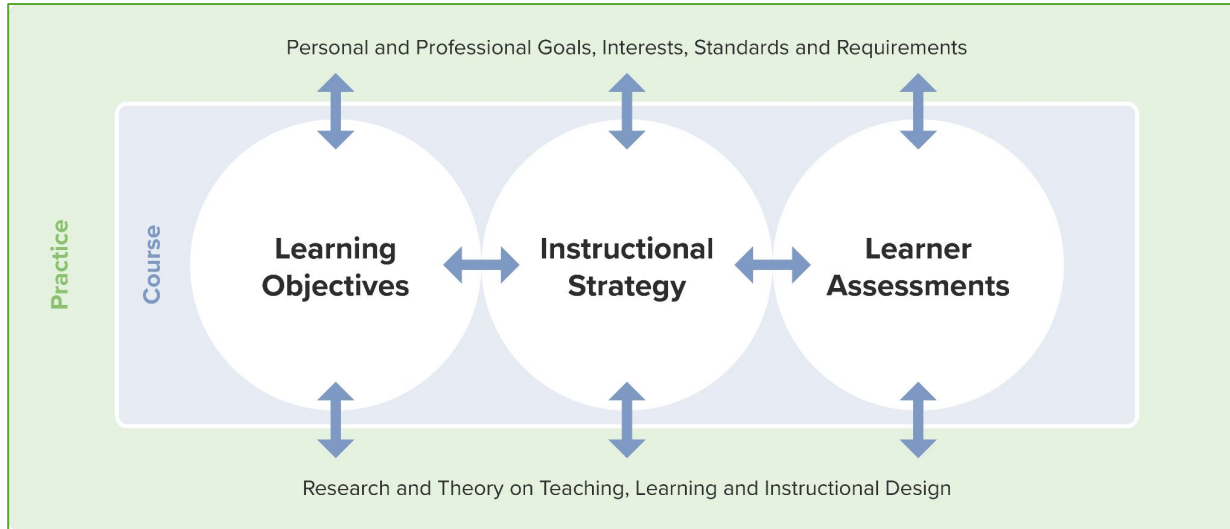 Personal and Professional Goals, Interests, Standards and Requirements
Practice
Course
Learning
Objectives
Instructional
Strategy
Learner
Assessments
Research and Theory on Teaching, Learning and Instructional Design